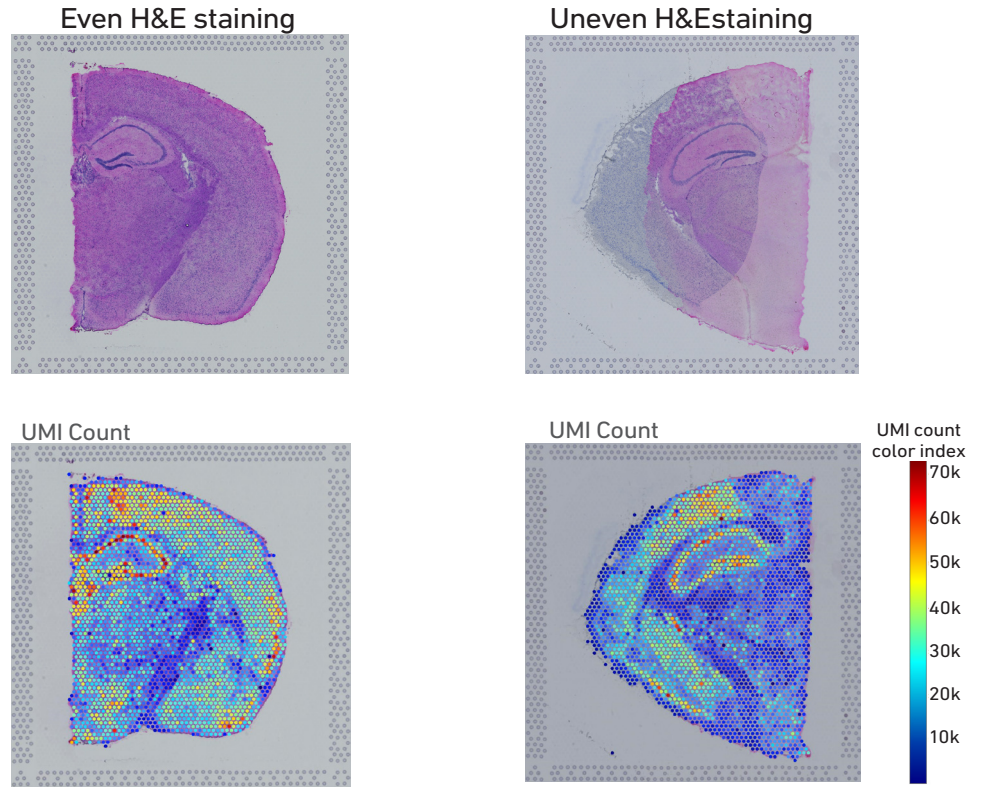 Even H&E staining
Uneven H&Estaining
UMI Count
UMI Count
UMI count
color index
70k
60k
50k
40k
30k
20k
10k